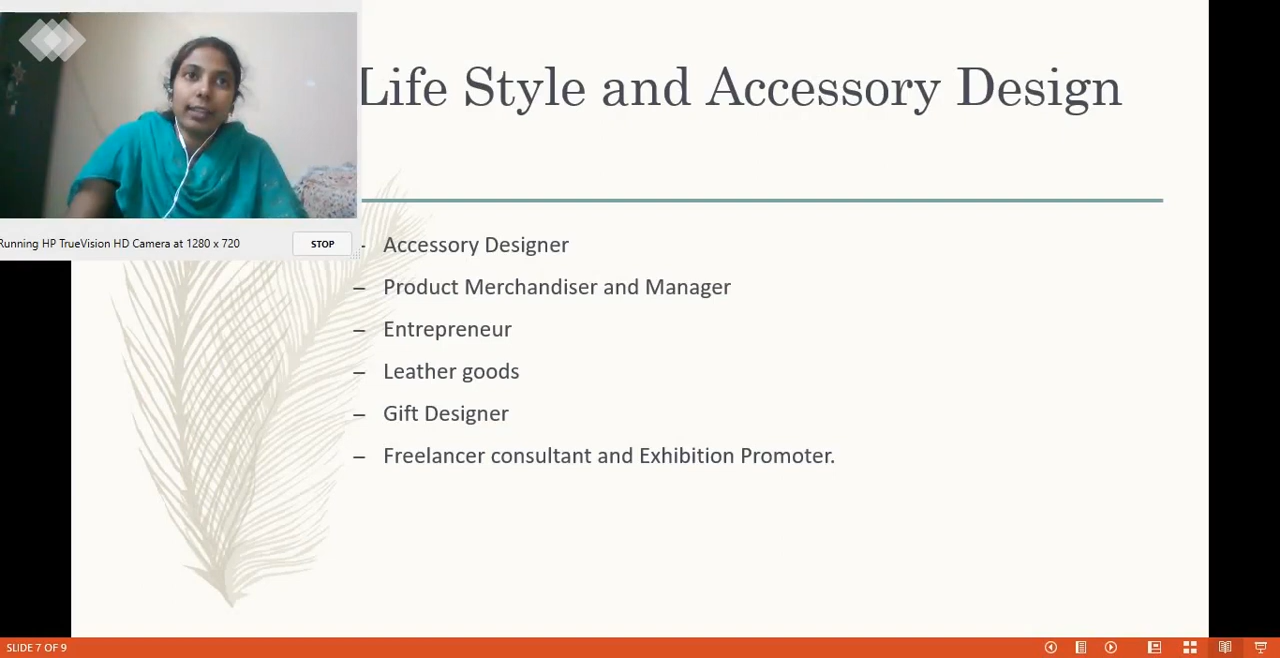 Life Style and Accessory Design
Running HP TrueVision HD Camera at 1280 x 720
STOP
- Accessory Designer
– Product Merchandiser and Manager
– Entrepreneur
– Leather goods
– Gift Designer
– Freelancer consultant and Exhibition Promoter.
SLIDE 7 OF 9